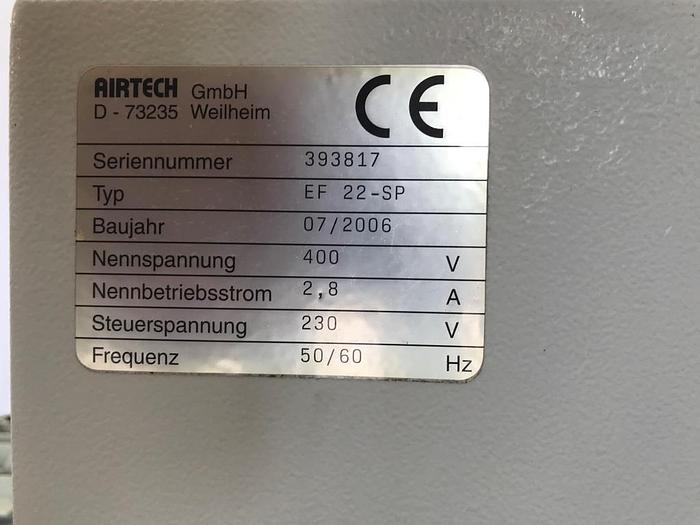 AIRTECH GmbH
D - 73235 Weilheim
CE
Seriennummer 393817
Typ EF 22-SP
Baujahr 07/2006
Nennspannung 400 V
Nennbetriebsstrom 2,8 A
Steuerspannung 230 V
Frequenz 50/60 Hz